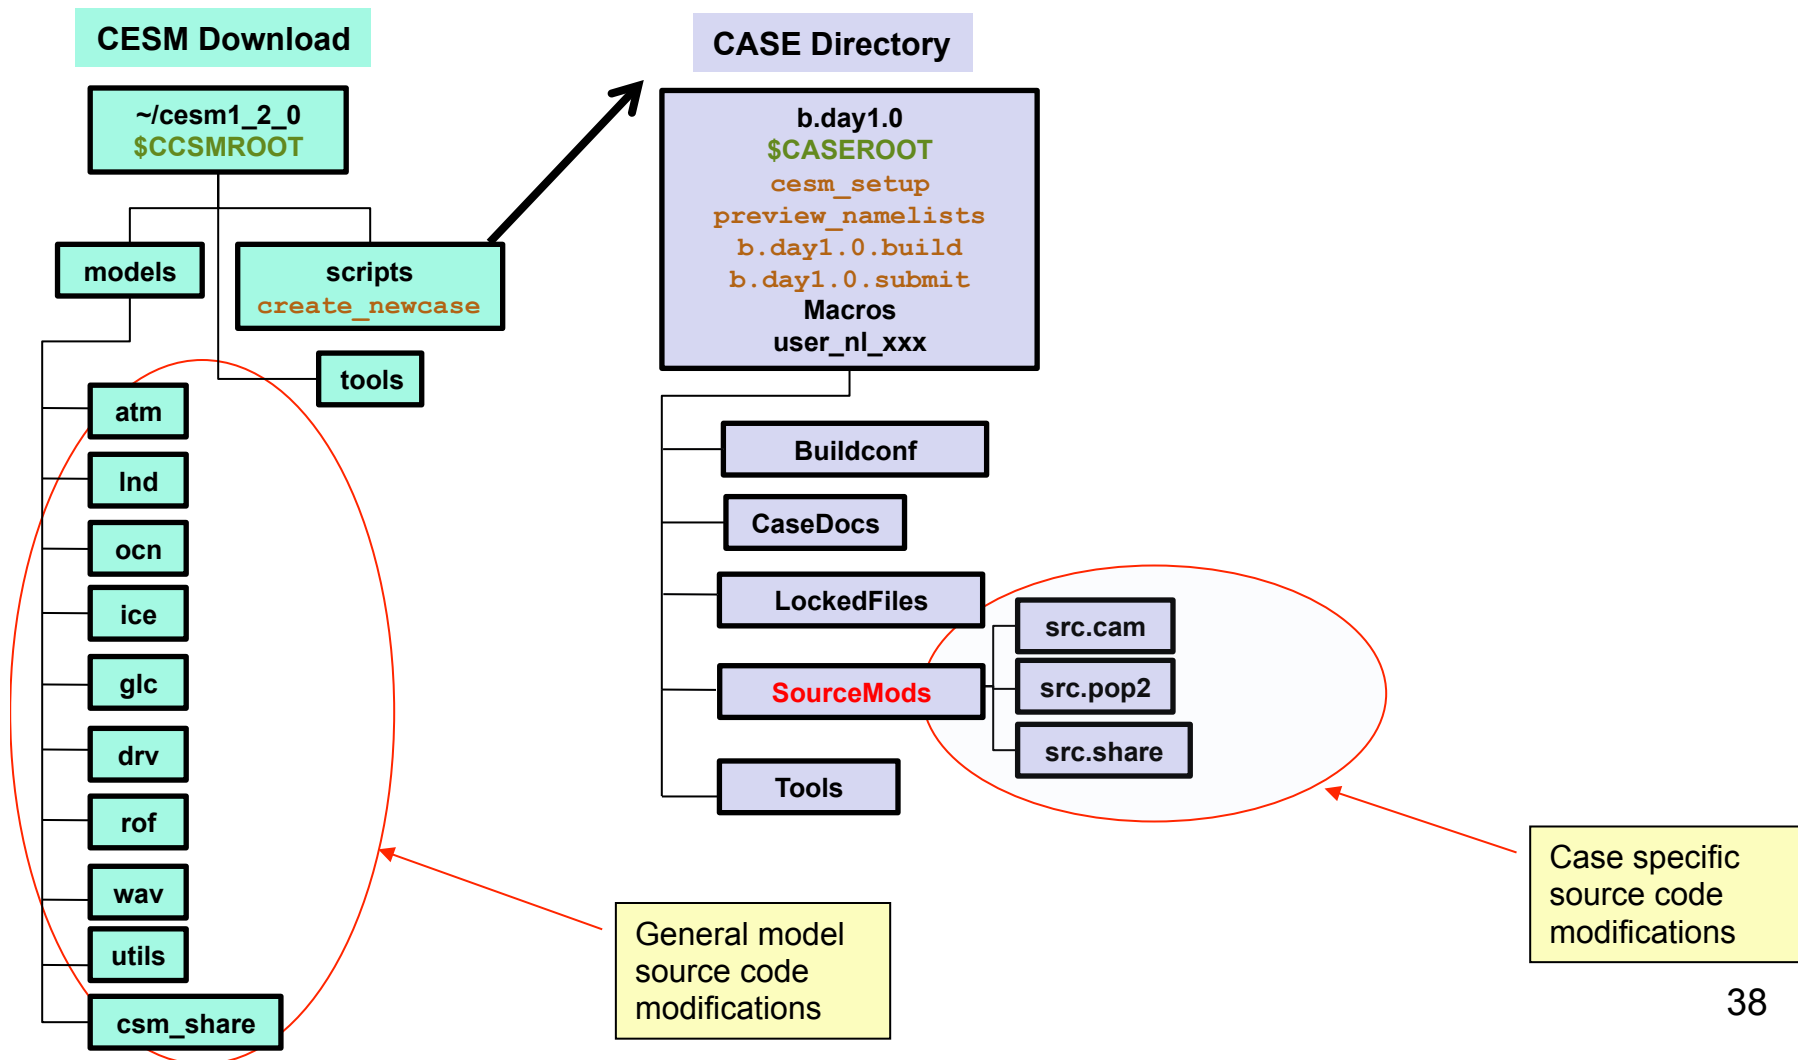 CESM Download
~/cesm1_2_0
$CCSMROOT
models
scripts
create_newcase
tools
atm
lnd
ocn
ice
glc
drv
rof
wav
utils
csm_share
General model
source code
modifications
CASE Directory
b.day1.0
$CASEROOT
cesm_setup
preview_namelists
b.day1.0.build
b.day1.0.submit
Macros
user_nl_xxx
Buildconf
CaseDocs
LockedFiles
SourceMods
src.cam
src.pop2
src.share
Tools
Case specific
source code
modifications
38